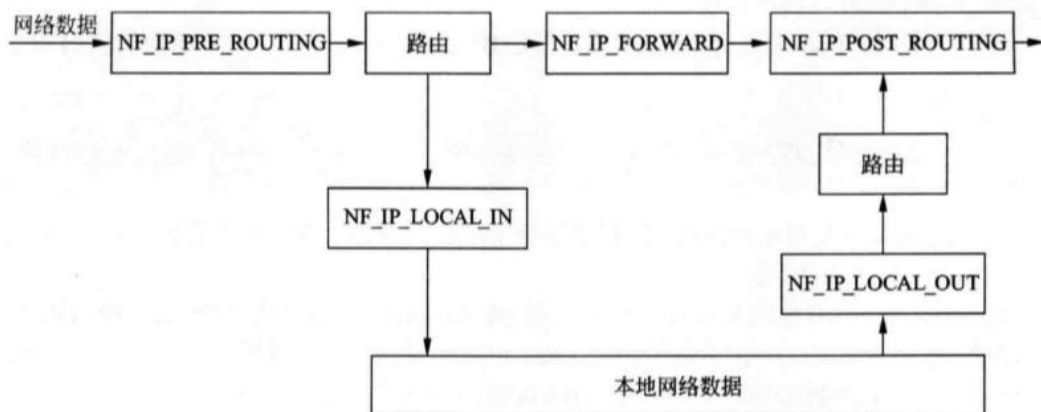 网络数据
NF_IP_PRE_ROUTING
路由
NF_IP_FORWARD
NF_IP_POST_ROUTING
路由
NF_IP_LOCAL_IN
NF_IP_LOCAL_OUT
本地网络数据